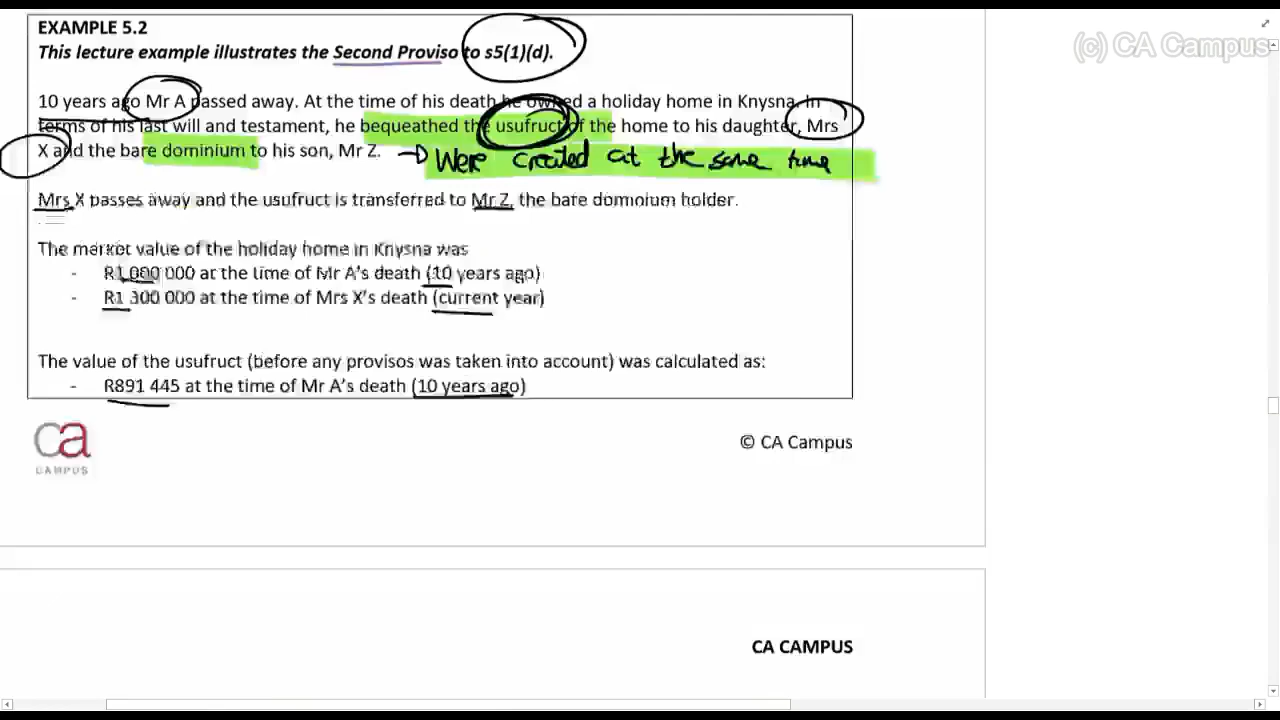 EXAMPLE 5.2
This lecture example illustrates the Second Proviso to s5(1)(d).
(c) CA Campus
10 years ago Mr A passed away. At the time of his death he owned a holiday home in Knysna. In
terms of his last will and testament, he bequeathed the usufruct of the home to his daughter, Mrs
X and the bare dominium to his son, Mr Z. → Were created at the same time
Mrs X passes away and the usufruct is transferred to Mr Z, the bare domnoium holder.
The market value of the holiday home in Knysna was
- R1 000 000 at the time of Mr A's death (10 years ago)
- R1 300 000 at the time of Mrs X's death (current year)
The value of the usufruct (before any provisos was taken into account) was calculated as:
- R891 445 at the time of Mr A's death (10 years ago)
ca
CAMPUS
© CA Campus
CA CAMPUS